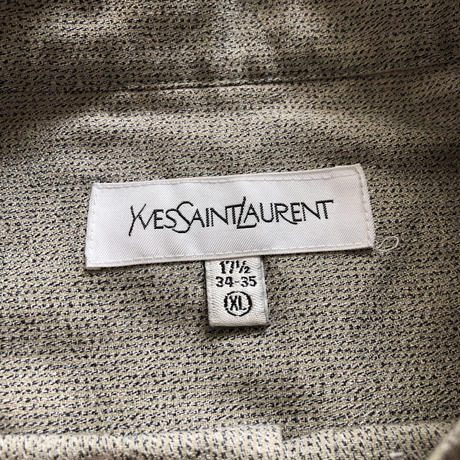 YVESSAINTLAURENT
17½
34-35
XL